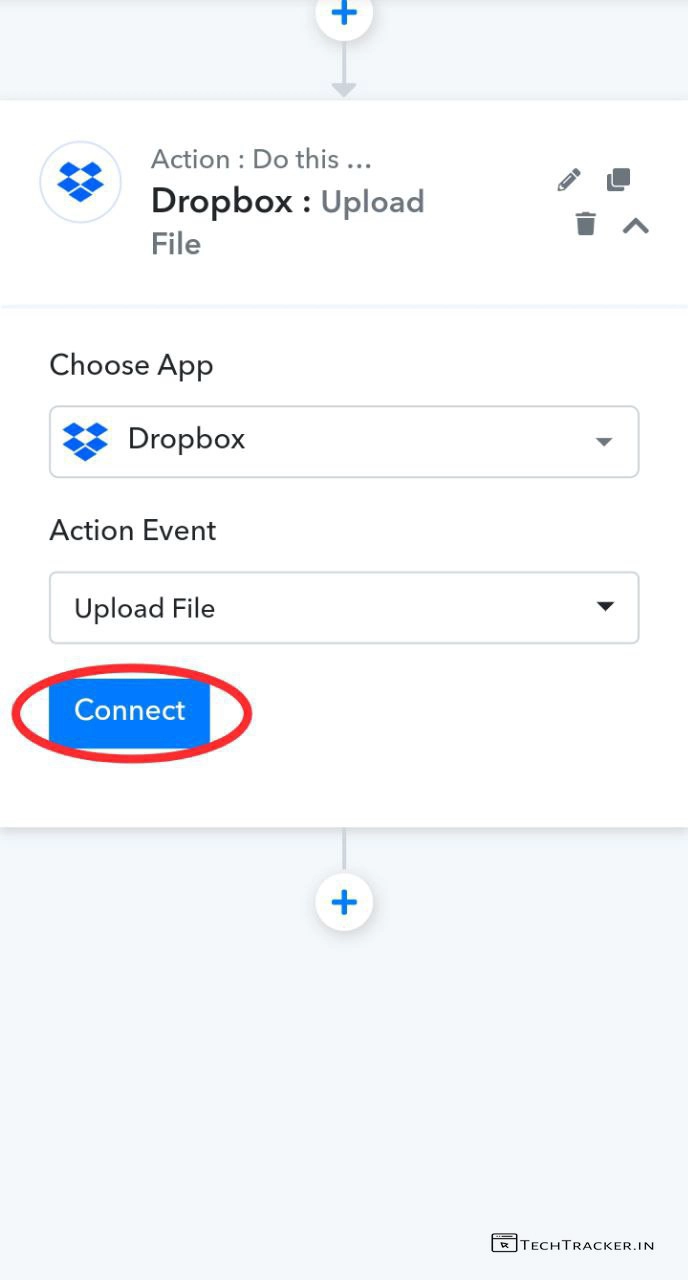 Action : Do this ...
Dropbox : Upload
File
Choose App
Dropbox
Action Event
Upload File
Connect
TECHTRACKER.IN